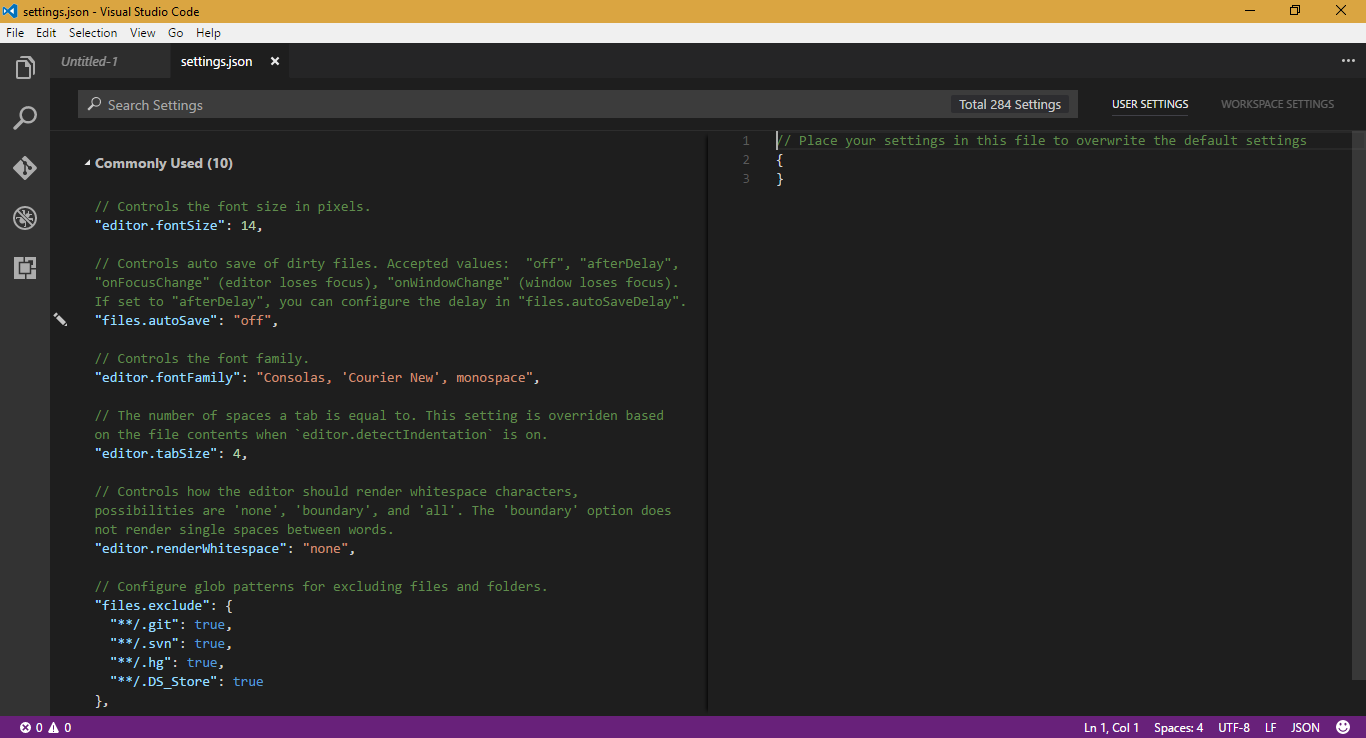 settings.json - Visual Studio Code
File Edit Selection View Go Help
Untitled-1 settings.json
Search Settings Total 284 Settings USER SETTINGS WORKSPACE SETTINGS
Commonly Used (10)
// Controls the font size in pixels.
"editor.fontSize": 14,
// Controls auto save of dirty files. Accepted values:  "off", "afterDelay",
"onFocusChange" (editor loses focus), "onWindowChange" (window loses focus).
If set to "afterDelay", you can configure the delay in "files.autoSaveDelay".
"files.autoSave": "off",
// Controls the font family.
"editor.fontFamily": "Consolas, 'Courier New', monospace",
// The number of spaces a tab is equal to. This setting is overriden based
on the file contents when `editor.detectIndentation` is on.
"editor.tabSize": 4,
// Controls how the editor should render whitespace characters,
possibilities are 'none', 'boundary', and 'all'. The 'boundary' option does
not render single spaces between words.
"editor.renderWhitespace": "none",
// Configure glob patterns for excluding files and folders.
"files.exclude": {
"**/.git": true,
"**/.svn": true,
"**/.hg": true,
"**/.DS_Store": true
},
1 // Place your settings in this file to overwrite the default settings
2 {
3 }
0 0 Ln 1, Col 1 Spaces: 4 UTF-8 LF JSON